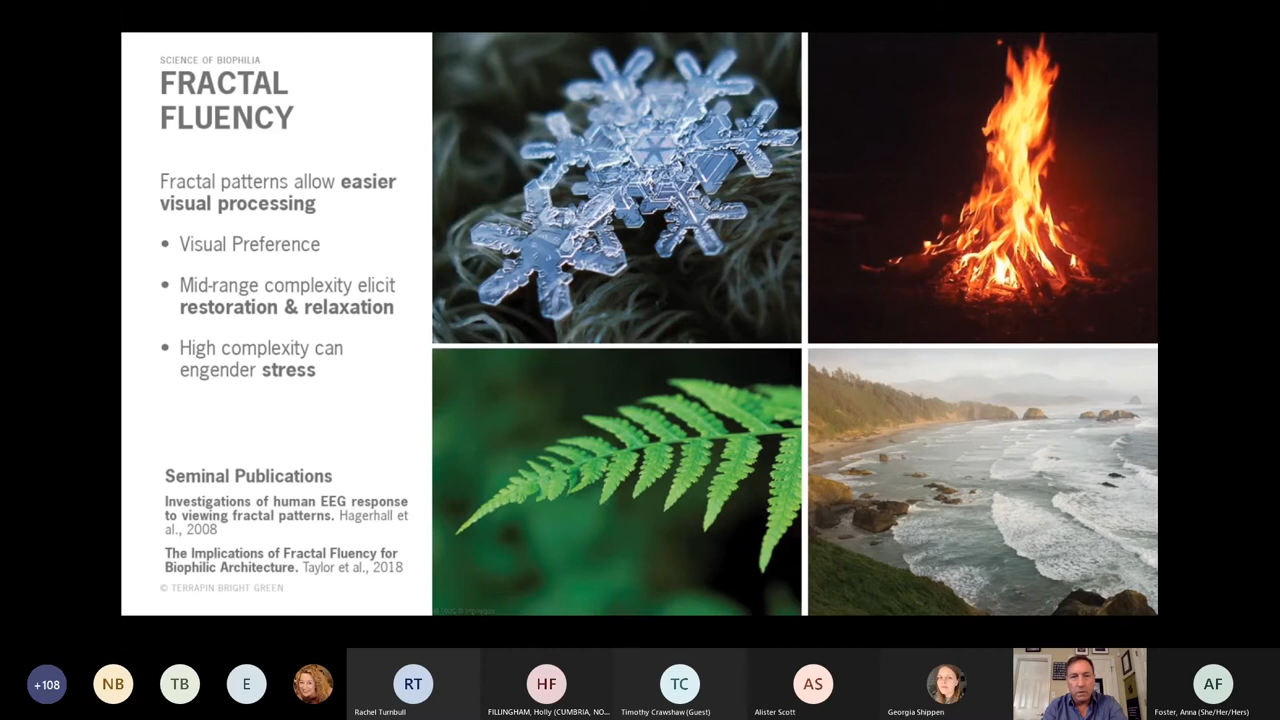 SCIENCE OF BIOPHILIA
FRACTAL
FLUENCY
Fractal patterns allow easier
visual processing
• Visual Preference
• Mid-range complexity elicit
restoration & relaxation
• High complexity can
engender stress
Seminal Publications
Investigations of human EEG response
to viewing fractal patterns. Hagerhall et
al., 2008
The Implications of Fractal Fluency for
Biophilic Architecture. Taylor et al., 2018
© TERRAPIN BRIGHT GREEN
+108
NB
TB
E
RT
HF
TC
AS
AF
Rachel Turnbull
FILLINGHAM, Holly (CUMBRIA, NO...
Timothy Crawshaw (Guest)
Alister Scott
Georgia Shippen
Foster, Anna (She/Her/Hers)